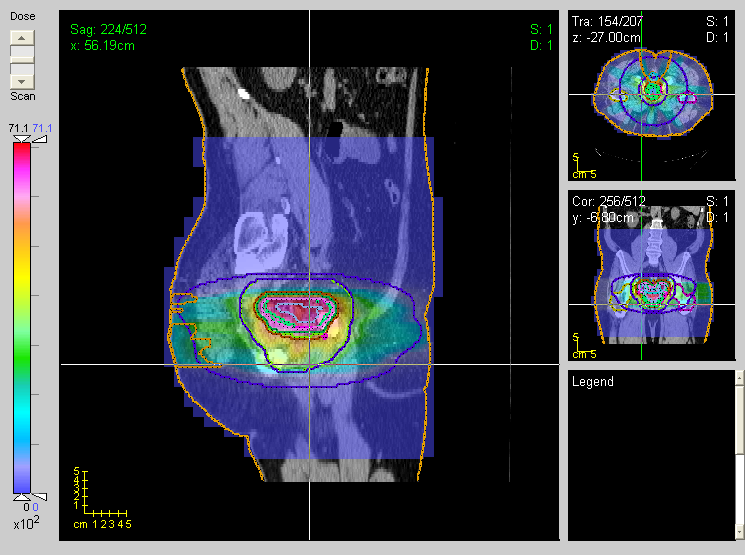 Dose
Scan
71.1 71.1
0 0
x10²
Sag: 224/512
x: 56.19cm
S: 1
D: 1
5
4
3
2
1
cm 1 2 3 4 5
Tra: 154/207
z: -27.00cm
S: 1
D: 1
5
cm 5
Cor: 256/512
y: -6.80cm
S: 1
D: 1
5
cm 5
Legend